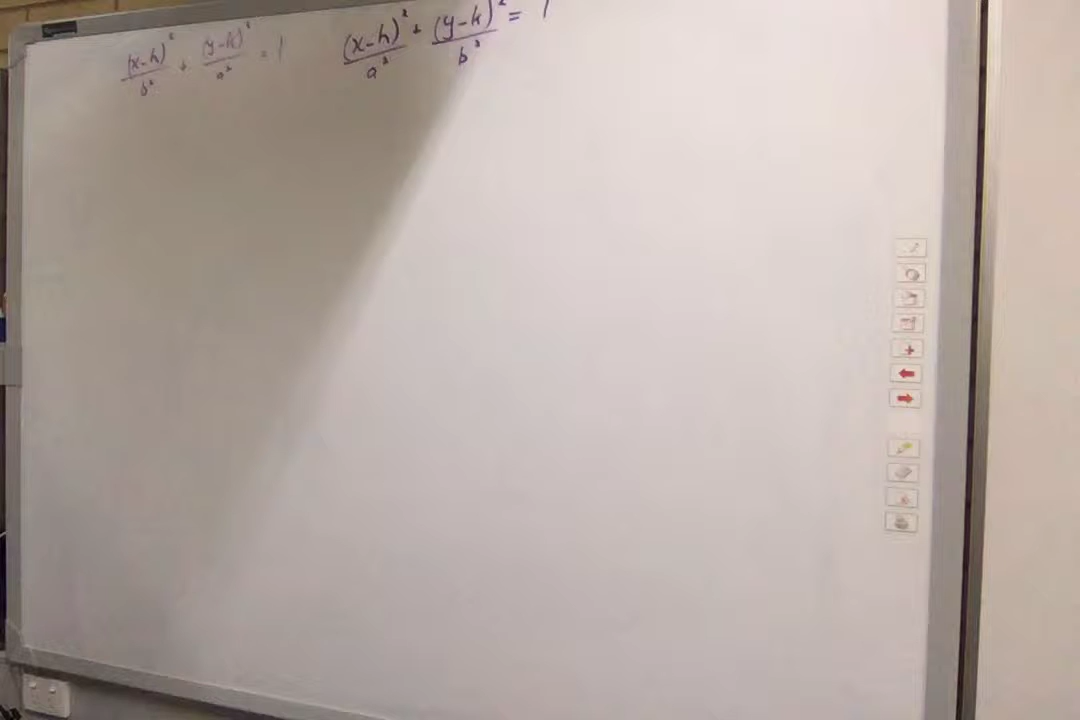 (x-h)²/b² + (y-k)²/a² = 1 (x-h)²/a² + (y-k)²/b² = 1